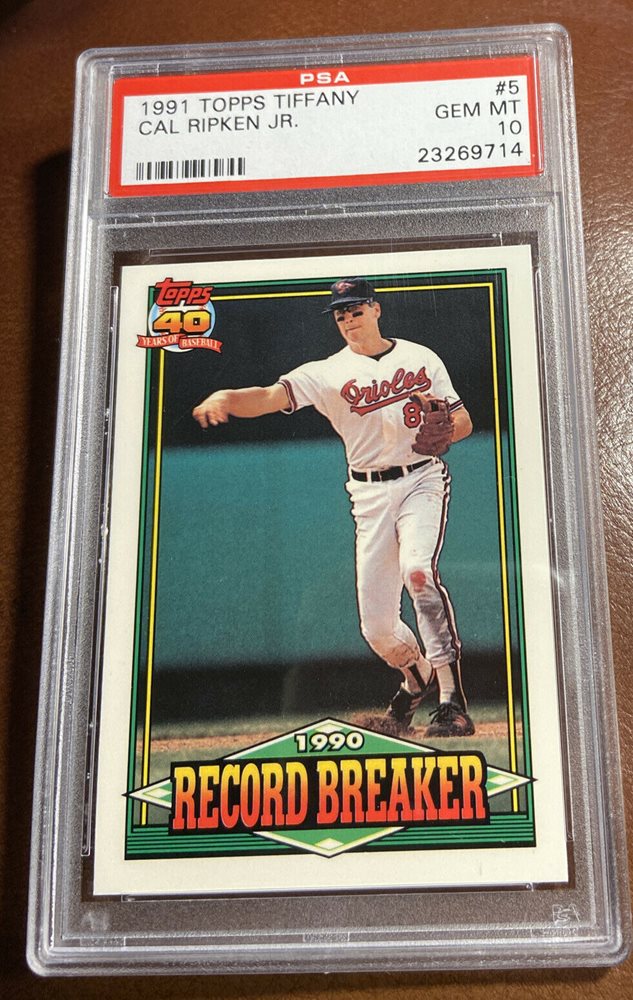 PSA
1991 TOPPS TIFFANY #5
CAL RIPKEN JR. GEM MT
10
23269714
Topps
40
YEARS OF BASEBALL
Orioles
8
1990
RECORD BREAKER